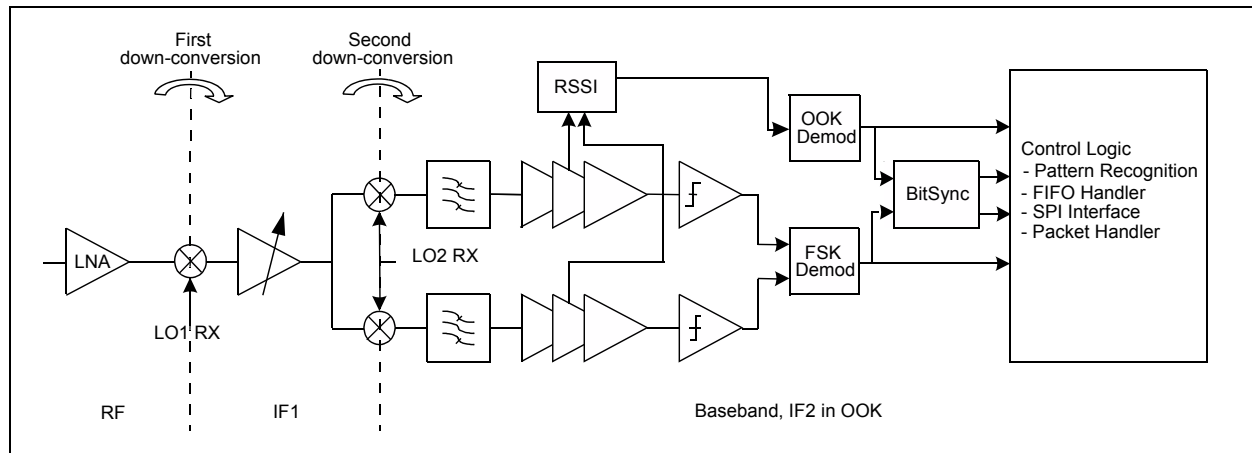 First
down-conversion
Second
down-conversion
RSSI
OOK
Demod
Control Logic
- Pattern Recognition
- FIFO Handler
- SPI Interface
- Packet Handler
BitSync
LNA
LO2 RX
FSK
Demod
LO1 RX
RF
IF1
Baseband, IF2 in OOK